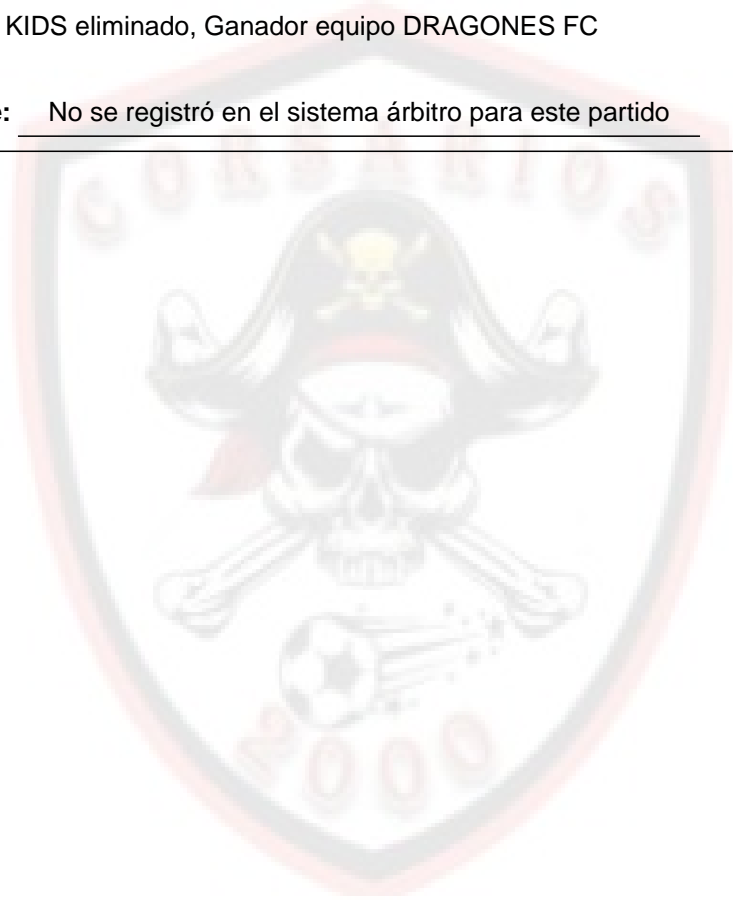 KIDS eliminado, Ganador equipo DRAGONES FC
: No se registró en el sistema árbitro para este partido
CORSARIOS
2000